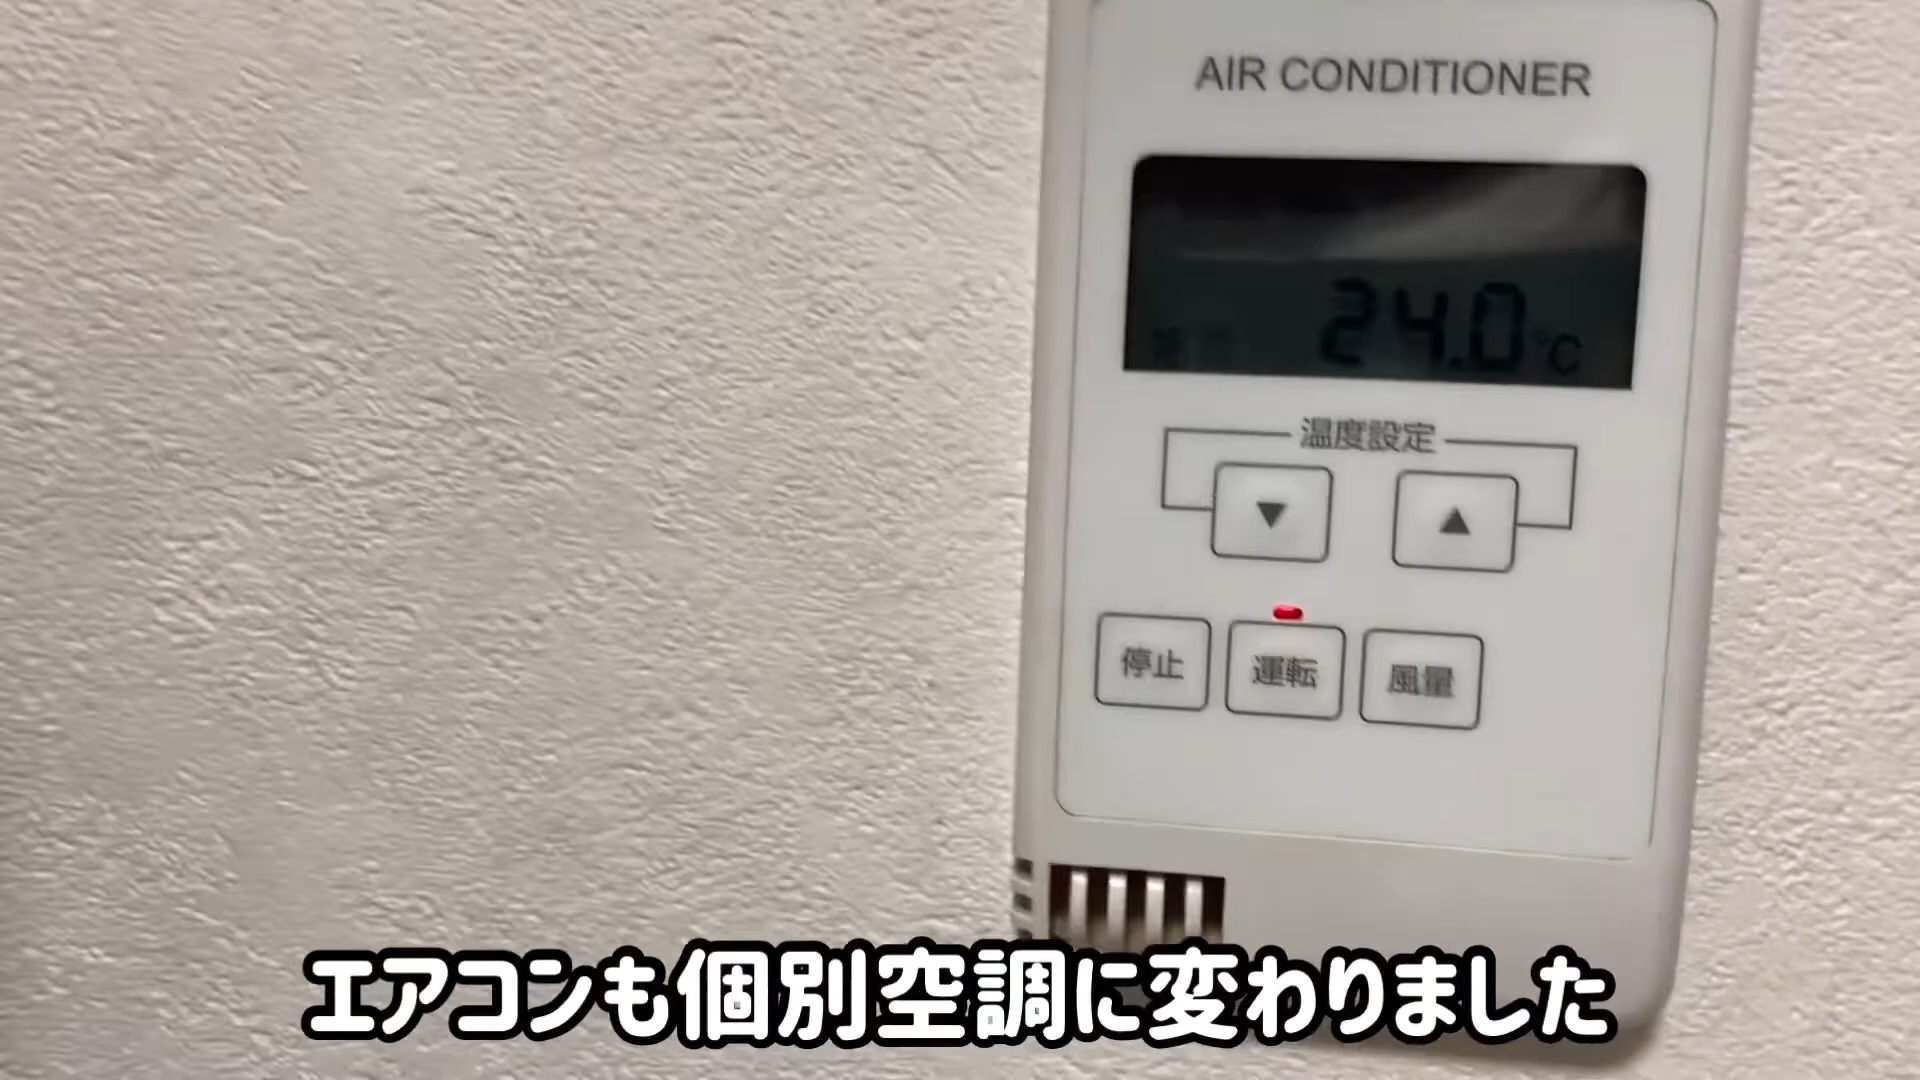 AIR CONDITIONER
24.0℃
温度設定
▼ ▲
停止 運転 風量
エアコンも個別空調に変わりました